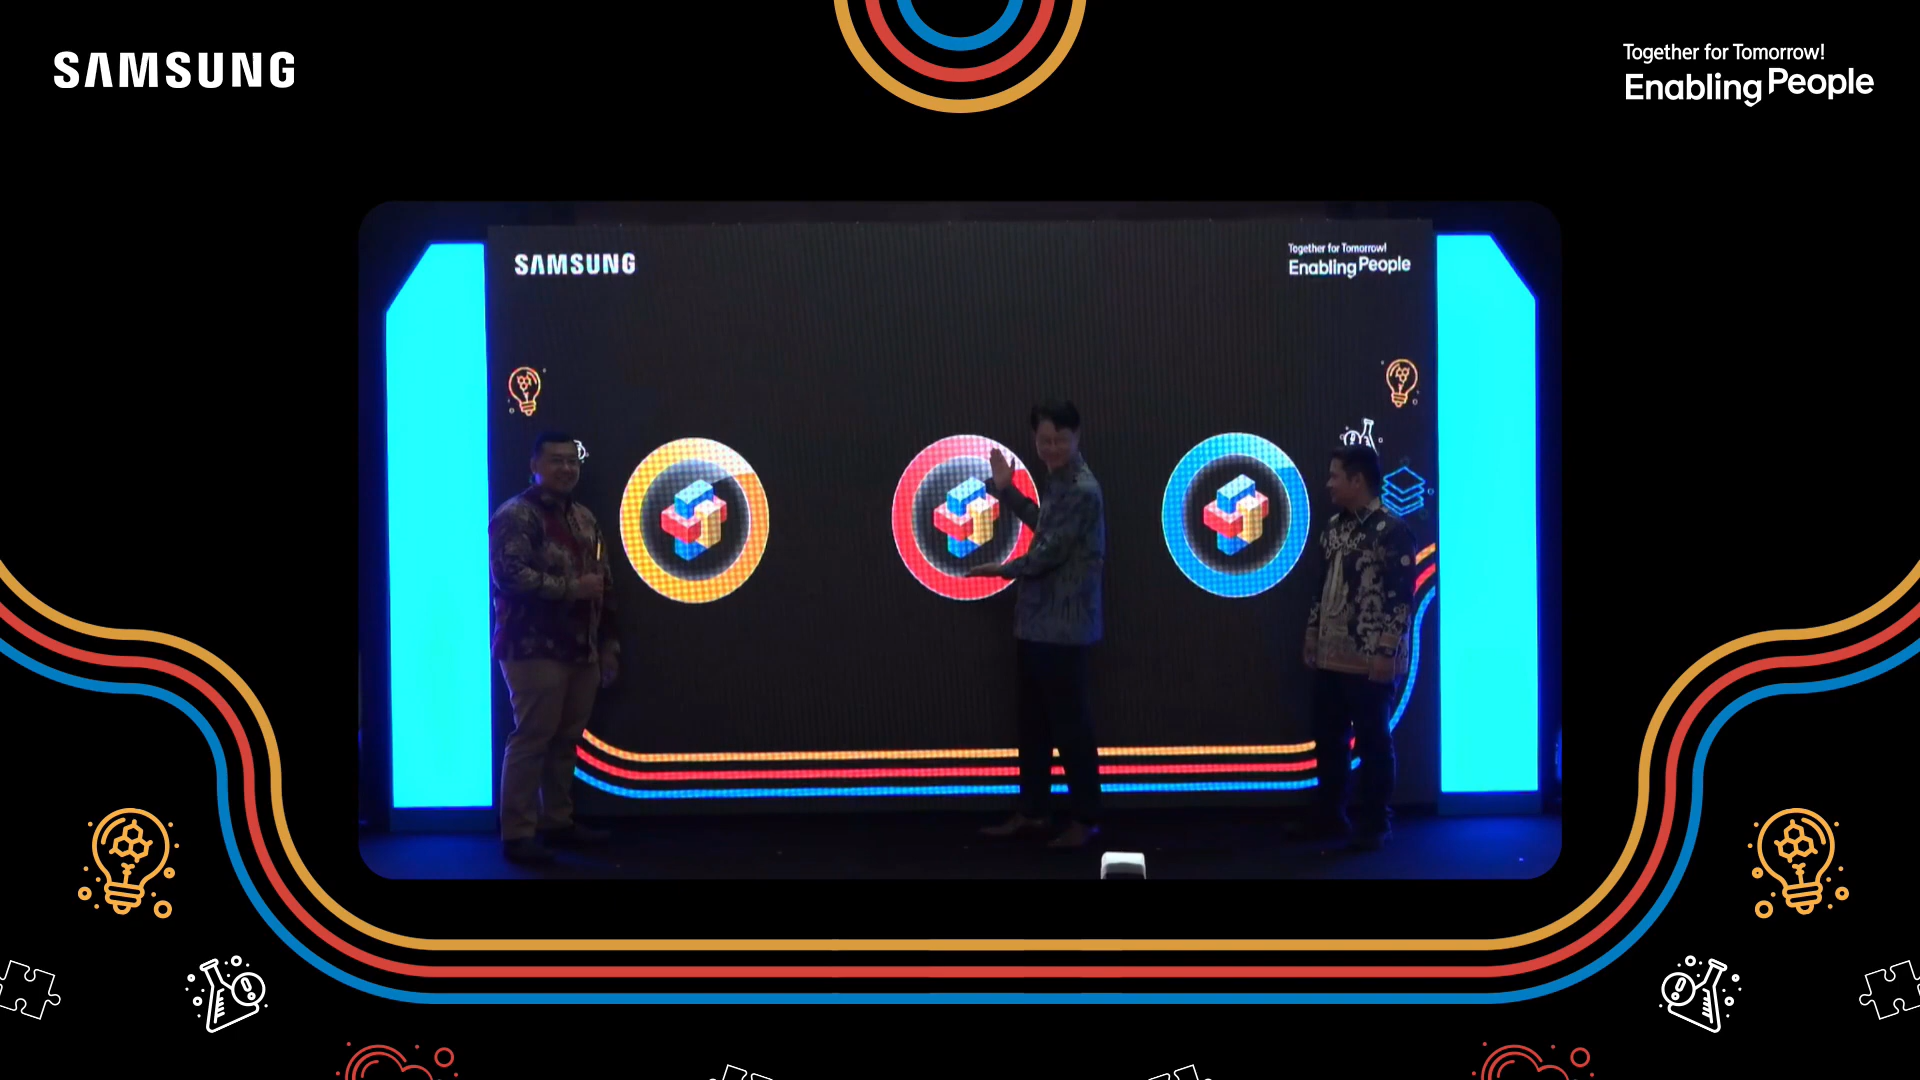 SAMSUNG
Together for Tomorrow!
Enabling People
SAMSUNG
Together for Tomorrow!
Enabling People